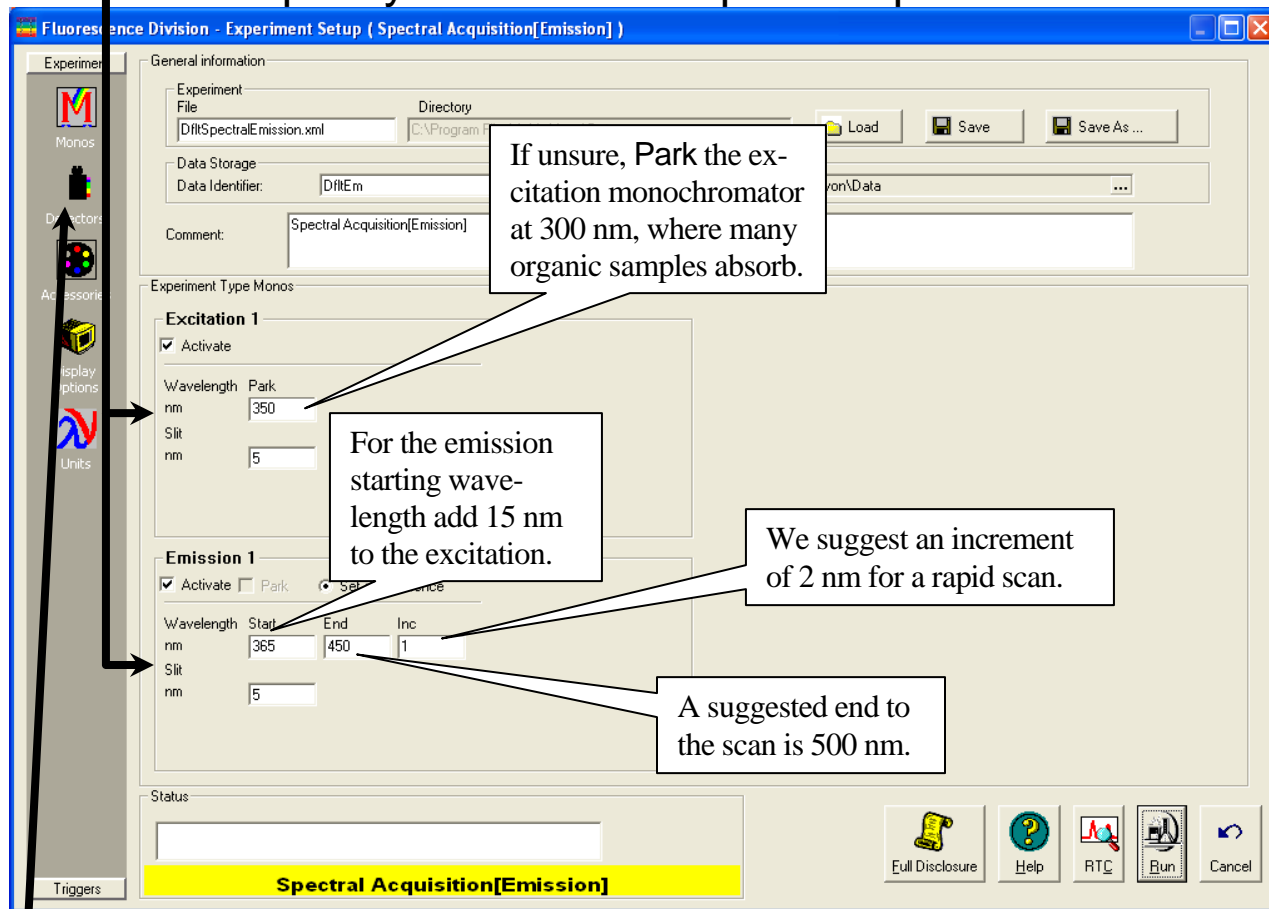 Fluorescence Division - Experiment Setup ( Spectral Acquisition[Emission] )
Experiment
General information
Experiment
File
Directory
DfltSpectralEmission.xml
C:\Program
Load
Save
Save As ...
Monos
Data Storage
Data Identifier:
DfltEm
von\Data
...
If unsure, Park the ex-
citation monochromator
at 300 nm, where many
organic samples absorb.
Detectors
Comment:
Spectral Acquisition[Emission]
Accessories
Experiment Type Monos
Excitation 1
Activate
Display
Options
Wavelength Park
nm
350
Slit
nm
5
Units
For the emission
starting wave-
length add 15 nm
to the excitation.
We suggest an increment
of 2 nm for a rapid scan.
Emission 1
Activate Park Set
Wavelength Start End Inc
nm
365 450 1
Slit
nm
5
A suggested end to
the scan is 500 nm.
Status
Spectral Acquisition[Emission]
Full Disclosure
Help
RTC
Run
Cancel
Triggers